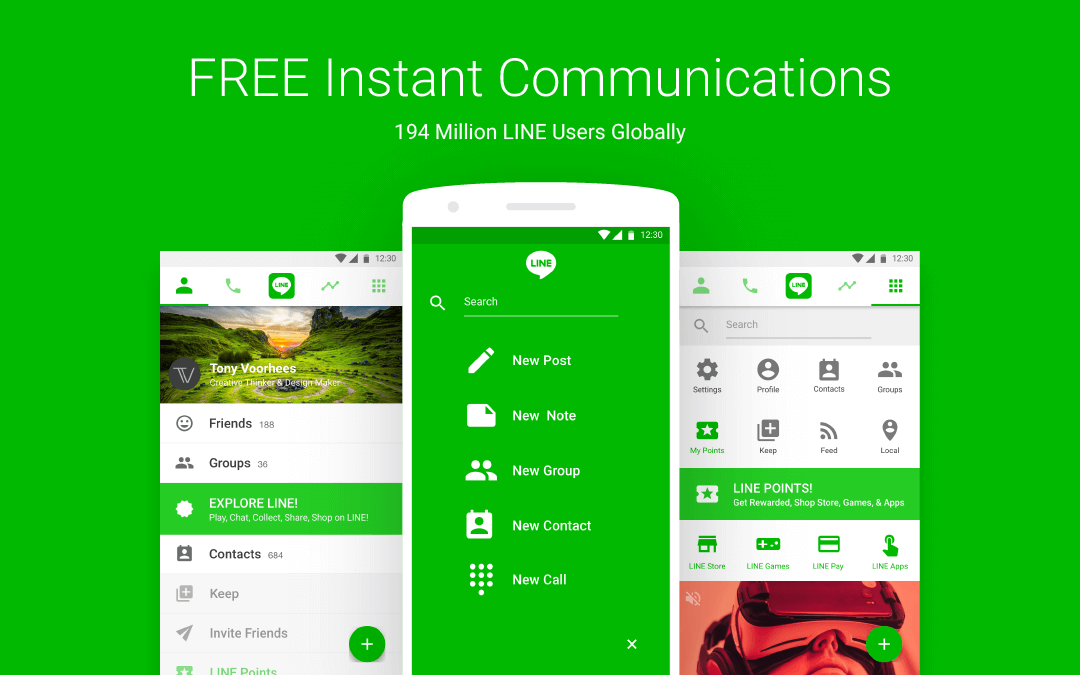 FREE Instant Communications
194 Million LINE Users Globally
12:30
LINE
Tony Voorhees
Creative Thinker & Design Maker
Friends 188
Groups 36
EXPLORE LINE!
Play, Chat, Collect, Share, Shop on LINE!
Contacts 684
Keep
Invite Friends
LINE Points
+
12:30
LINE
Search
New Post
New Note
New Group
New Contact
New Call
×
12:30
LINE
Search
Settings Profile Contacts Groups
My Points Keep Feed Local
LINE POINTS!
Get Rewarded, Shop Store, Games, & Apps
LINE Store LINE Games LINE Pay LINE Apps
+